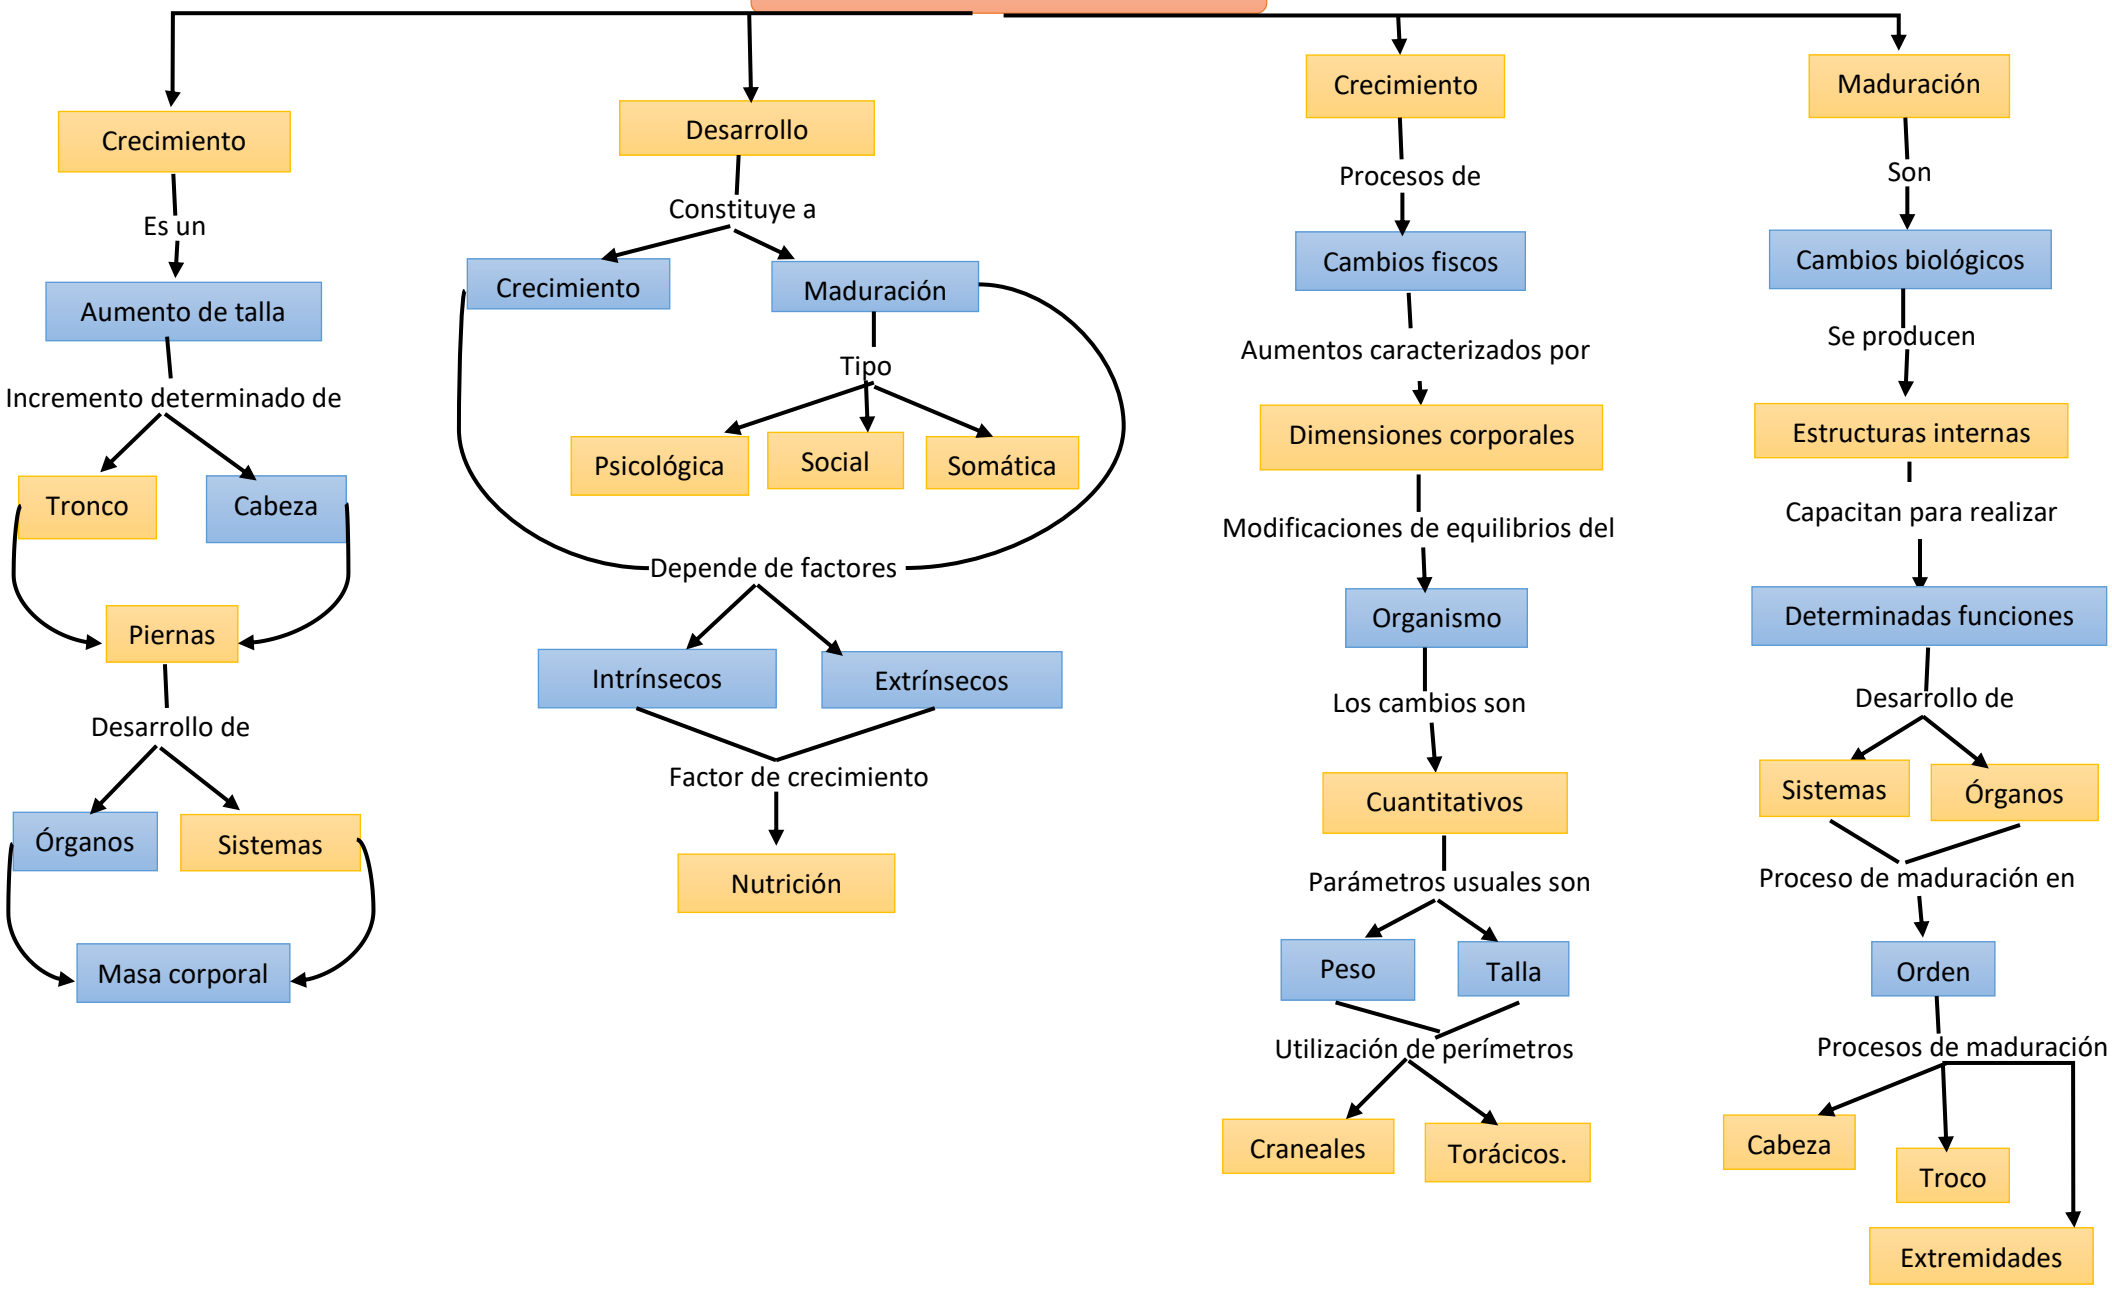 Crecimiento
Es un
Aumento de talla
Incremento determinado de
Tronco
Cabeza
Piernas
Desarrollo de
Órganos
Sistemas
Masa corporal
Desarrollo
Constituye a
Crecimiento
Maduración
Tipo
Psicológica
Social
Somática
Depende de factores
Intrínsecos
Extrínsecos
Factor de crecimiento
Nutrición
Crecimiento
Procesos de
Cambios fiscos
Aumentos caracterizados por
Dimensiones corporales
Modificaciones de equilibrios del
Organismo
Los cambios son
Cuantitativos
Parámetros usuales son
Peso
Talla
Utilización de perímetros
Craneales
Torácicos.
Maduración
Son
Cambios biológicos
Se producen
Estructuras internas
Capacitan para realizar
Determinadas funciones
Desarrollo de
Sistemas
Órganos
Proceso de maduración en
Orden
Procesos de maduración
Cabeza
Troco
Extremidades